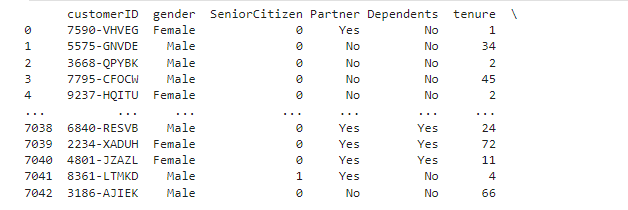 customerID gender SeniorCitizen Partner Dependents tenure \
0 7590-VHVEG Female 0 Yes No 1
1 5575-GNVDE Male 0 No No 34
2 3668-QPYBK Male 0 No No 2
3 7795-CFOCW Male 0 No No 45
4 9237-HQITU Female 0 No No 2
... ... ... ... ... ... ...
7038 6840-RESVB Male 0 Yes Yes 24
7039 2234-XADUH Female 0 Yes Yes 72
7040 4801-JZAZL Female 0 Yes Yes 11
7041 8361-LTMKD Male 1 Yes No 4
7042 3186-AJIEK Male 0 No No 66